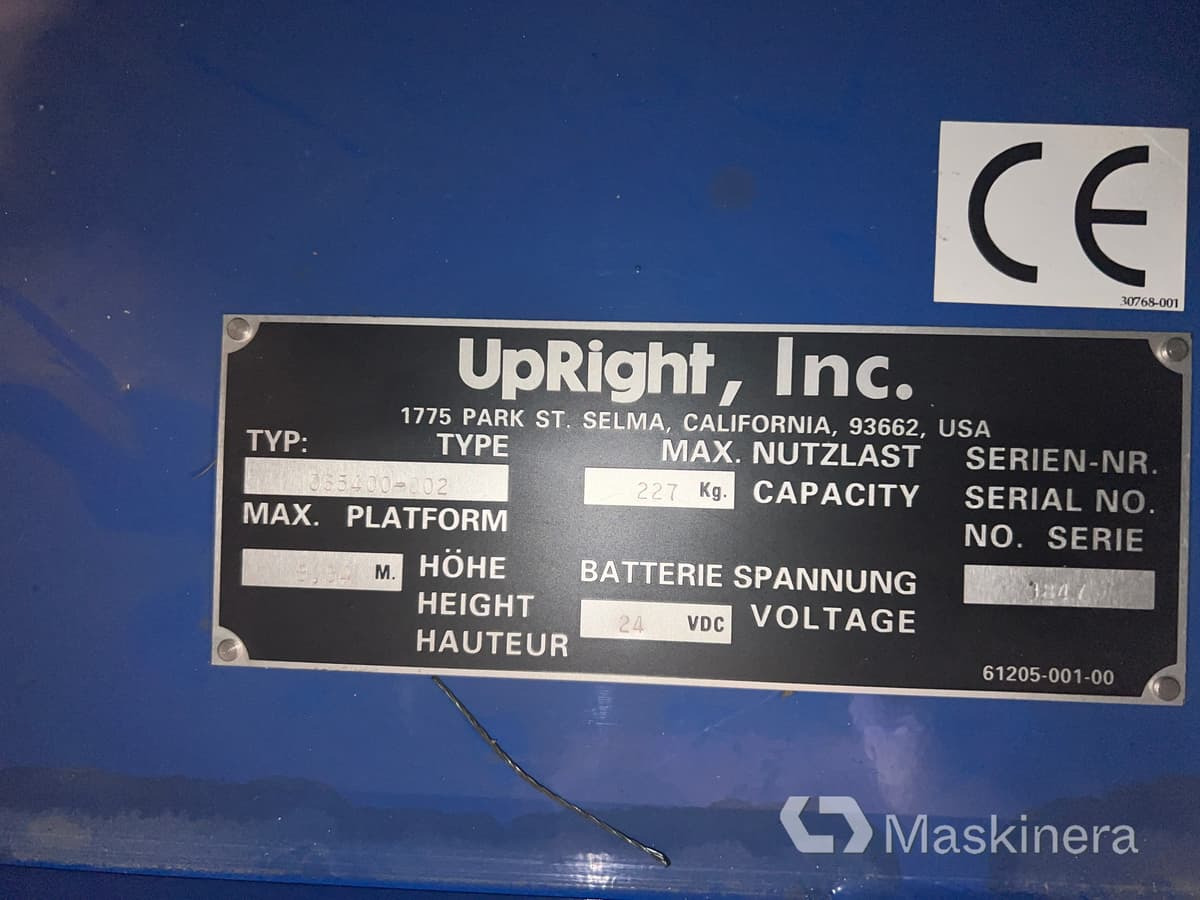 CE
30768-001
UpRight, Inc.
1775 PARK ST. SELMA, CALIFORNIA, 93662, USA
TYP: TYPE
MAX. PLATFORM
M. HÖHE
HEIGHT
HAUTEUR
MAX. NUTZLAST
227 Kg. CAPACITY
BATTERIE SPANNUNG
24 VDC VOLTAGE
SERIEN-NR.
SERIAL NO.
NO. SERIE
3847
61205-001-00
Maskinera